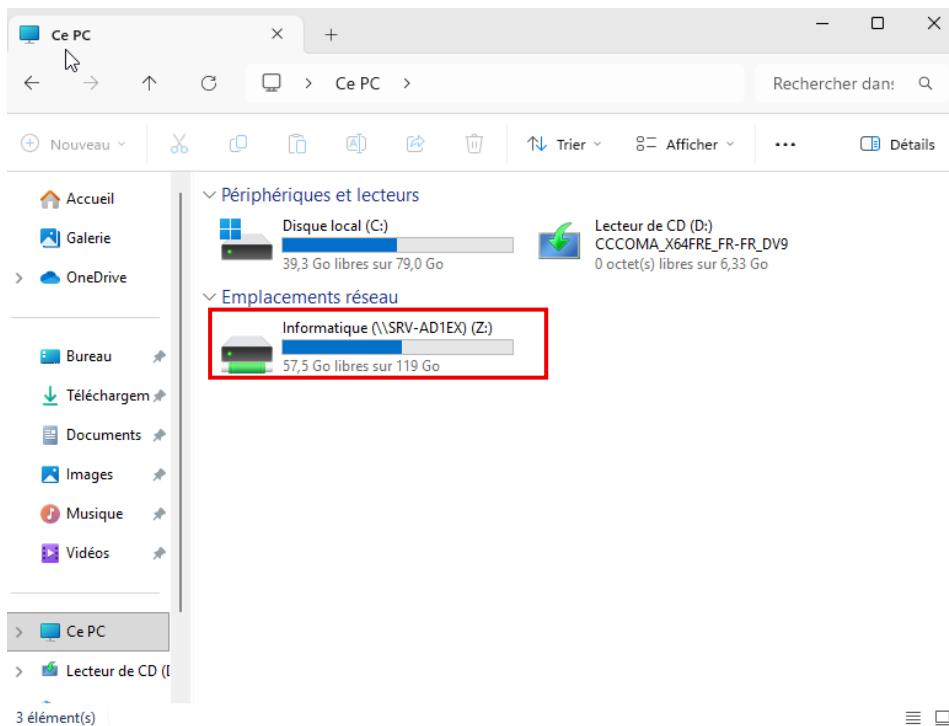 Ce PC
Ce PC
Rechercher dans
Nouveau
Trier
Afficher
Détails
Accueil
Galerie
OneDrive
Bureau
Téléchargem
Documents
Images
Musique
Vidéos
Ce PC
Lecteur de CD (D
Périphériques et lecteurs
Disque local (C:)
39,3 Go libres sur 79,0 Go
Lecteur de CD (D:)
CCCOMA_X64FRE_FR-FR_DV9
0 octet(s) libres sur 6,33 Go
Emplacements réseau
Informatique (\\SRV-AD1EX) (Z:)
57,5 Go libres sur 119 Go
3 élément(s)